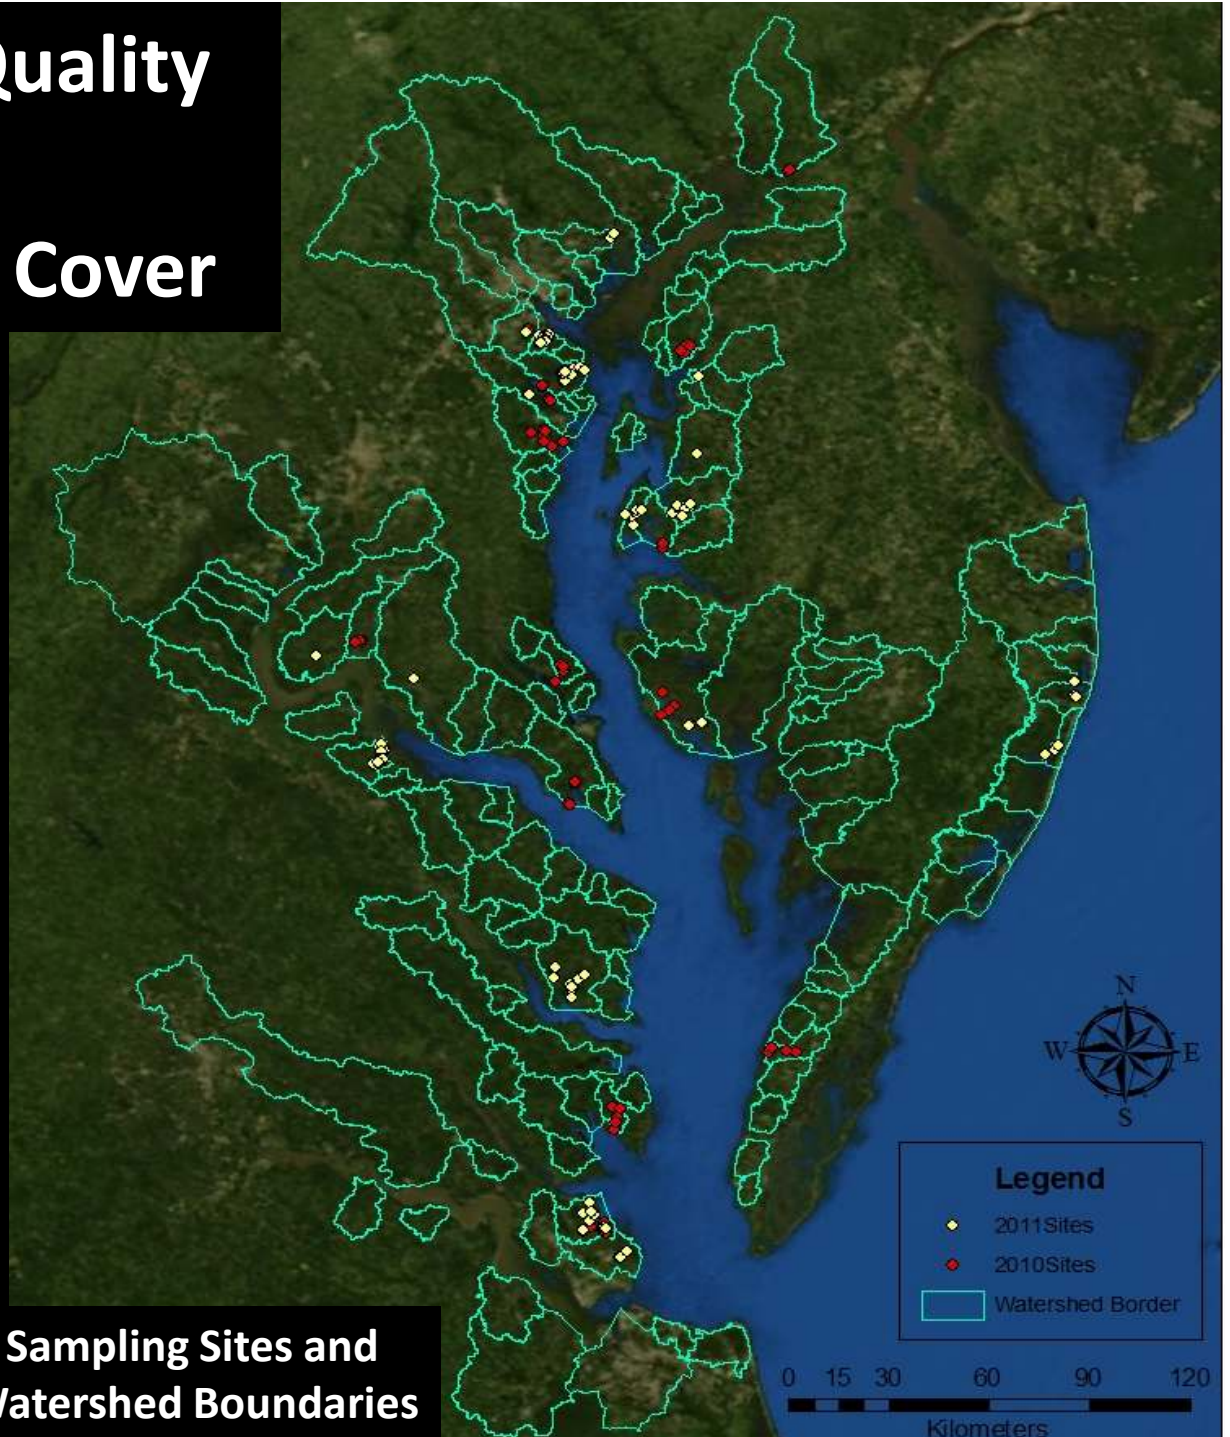 Quality
Cover
N
W E
S
Legend
2011Sites
2010Sites
Watershed Border
0 15 30 60 90 120
Kilometers
Sampling Sites and
Watershed Boundaries